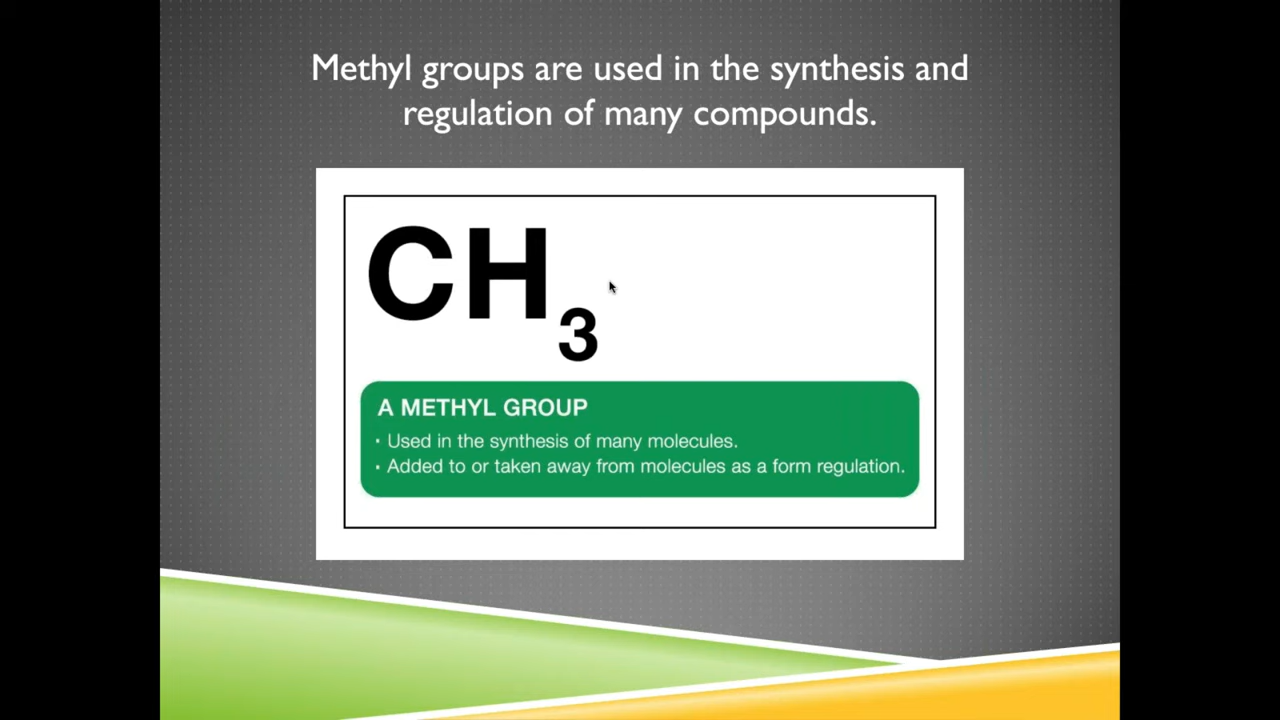 Methyl groups are used in the synthesis and
regulation of many compounds.
CH3
A METHYL GROUP
• Used in the synthesis of many molecules.
• Added to or taken away from molecules as a form regulation.